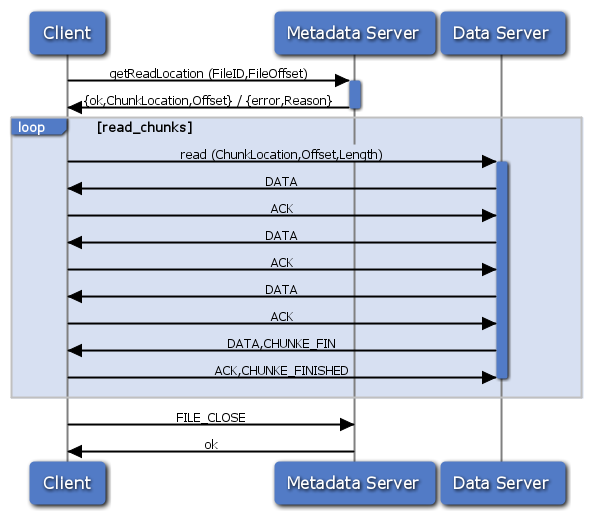 Client Metadata Server Data Server
getReadLocation (FileID,FileOffset)
{ok,ChunkLocation,Offset} / {error,Reason}
loop [read_chunks]
read (ChunkLocation,Offset,Length)
DATA
ACK
DATA
ACK
DATA
ACK
DATA,CHUNKE_FIN
ACK,CHUNKE_FINISHED
FILE_CLOSE
ok
Client Metadata Server Data Server